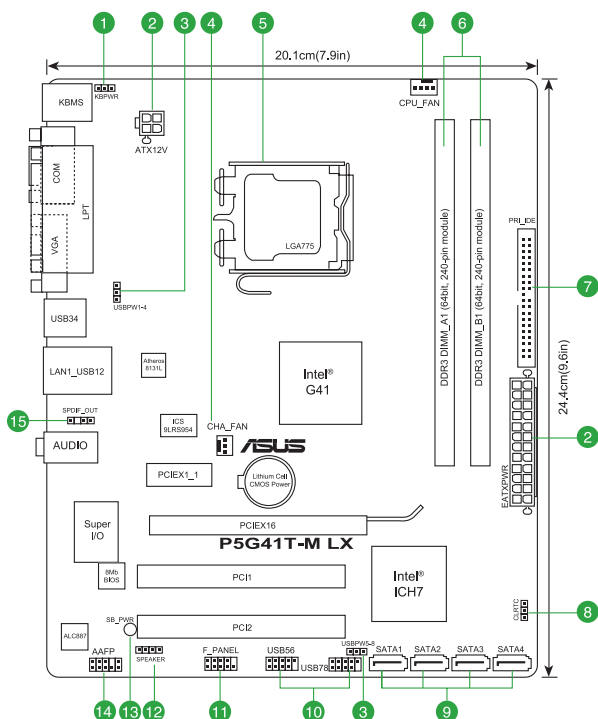 1 2 3 4 5 4 6
20.1cm(7.9in)
KBMS
KBPWR
ATX12V
CPU_FAN
COM
LPT
VGA
LGA775
DDR3 DIMM_A1 (64bit, 240-pin module)
DDR3 DIMM_B1 (64bit, 240-pin module)
PRI_IDE
7
USBPW1-4
USB34
24.4cm(9.6in)
LAN1_USB12
Atheros
8131L
Intel®
G41
SPDIF_OUT
15
ICS
9LRS954
CHA_FAN
ASUS
2
EATXPWR
AUDIO
PCIEX1_1
Lithium Cell
CMOS Power
Super
I/O
PCIEX16
P5G41T-M LX
8Mb
BIOS
PCI1
Intel®
ICH7
CLRTC
8
ALC887
SB_PWR
PCI2
AAFP
SPEAKER
F_PANEL
USB56
USB78
USBPW5-8
SATA1
SATA2
SATA3
SATA4
14 13 12 11 10 3 9